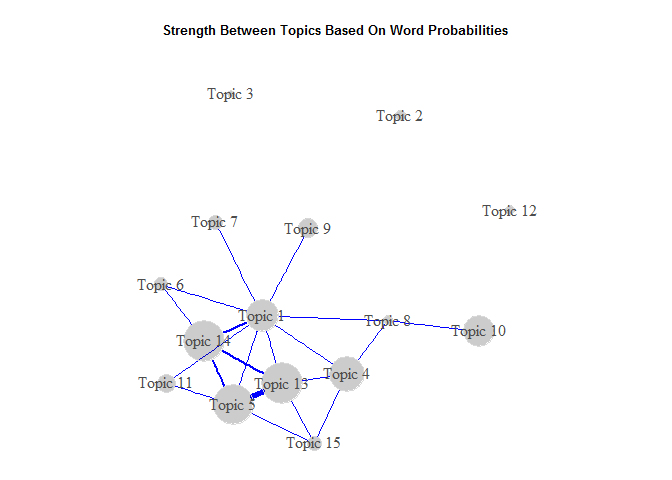 Strength Between Topics Based On Word Probabilities
Topic 3
Topic 2
Topic 12
Topic 7
Topic 9
Topic 6
Topic 1
Topic 8
Topic 10
Topic 14
Topic 4
Topic 11
Topic 13
Topic 5
Topic 15